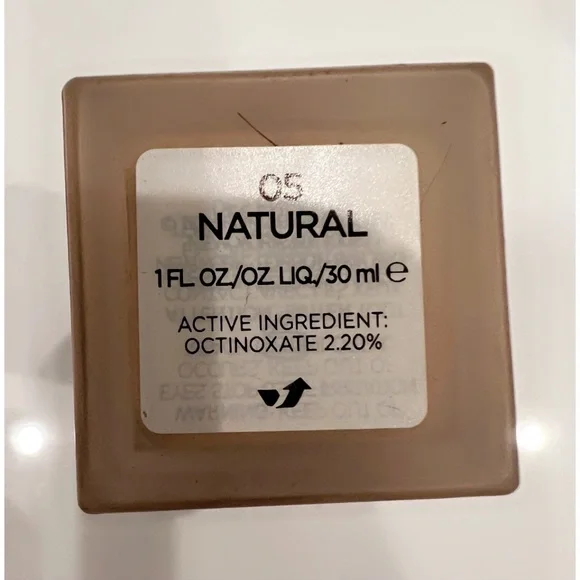 05
NATURAL
1 FL. OZ./OZ. LIQ./30 ml ℮
ACTIVE INGREDIENT:
OCTINOXATE 2.20%